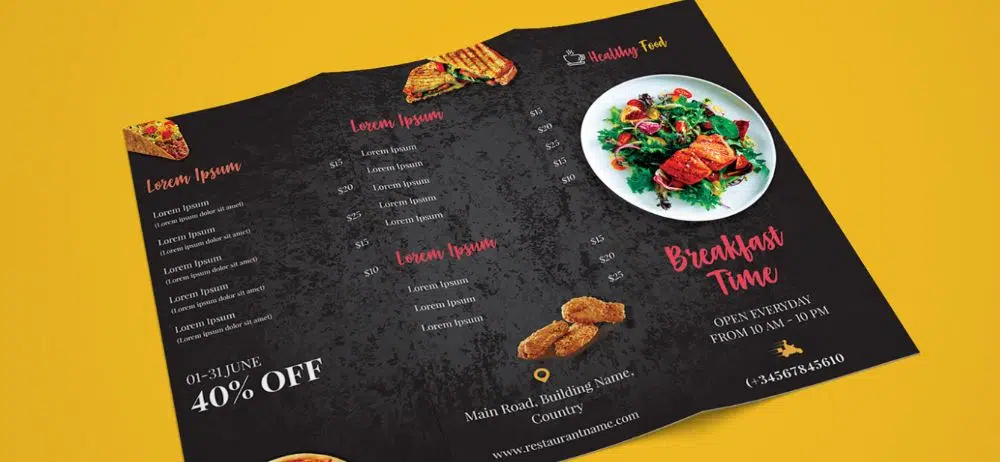 Lorem Ipsum
Lorem Ipsum $15
(Lorem ipsum dolor sit amet)
Lorem Ipsum $20
(Lorem ipsum dolor sit amet)
Lorem Ipsum $25
(Lorem ipsum dolor sit amet)
Lorem Ipsum $15
(Lorem ipsum dolor sit amet)
Lorem Ipsum $10
(Lorem ipsum dolor sit amet)
01-31 JUNE
40% OFF
Lorem Ipsum
Lorem Ipsum $15
Lorem Ipsum $20
Lorem Ipsum $25
Lorem Ipsum $15
$10
Lorem Ipsum
Lorem Ipsum $15
Lorem Ipsum $20
Lorem Ipsum $25
Main Road, Building Name,
Country
www.restaurantname.com
Healthy Food
Breakfast
Time
OPEN EVERYDAY
FROM 10 AM - 10 PM
(+34567845610